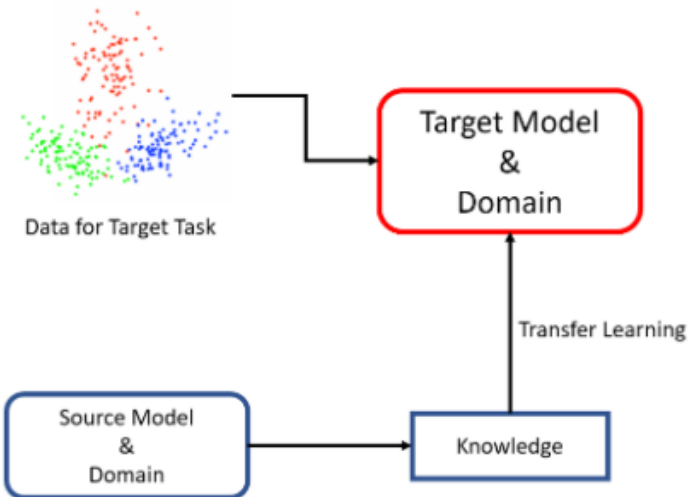 Target Model
&
Domain
Data for Target Task
Transfer Learning
Source Model
&
Domain
Knowledge